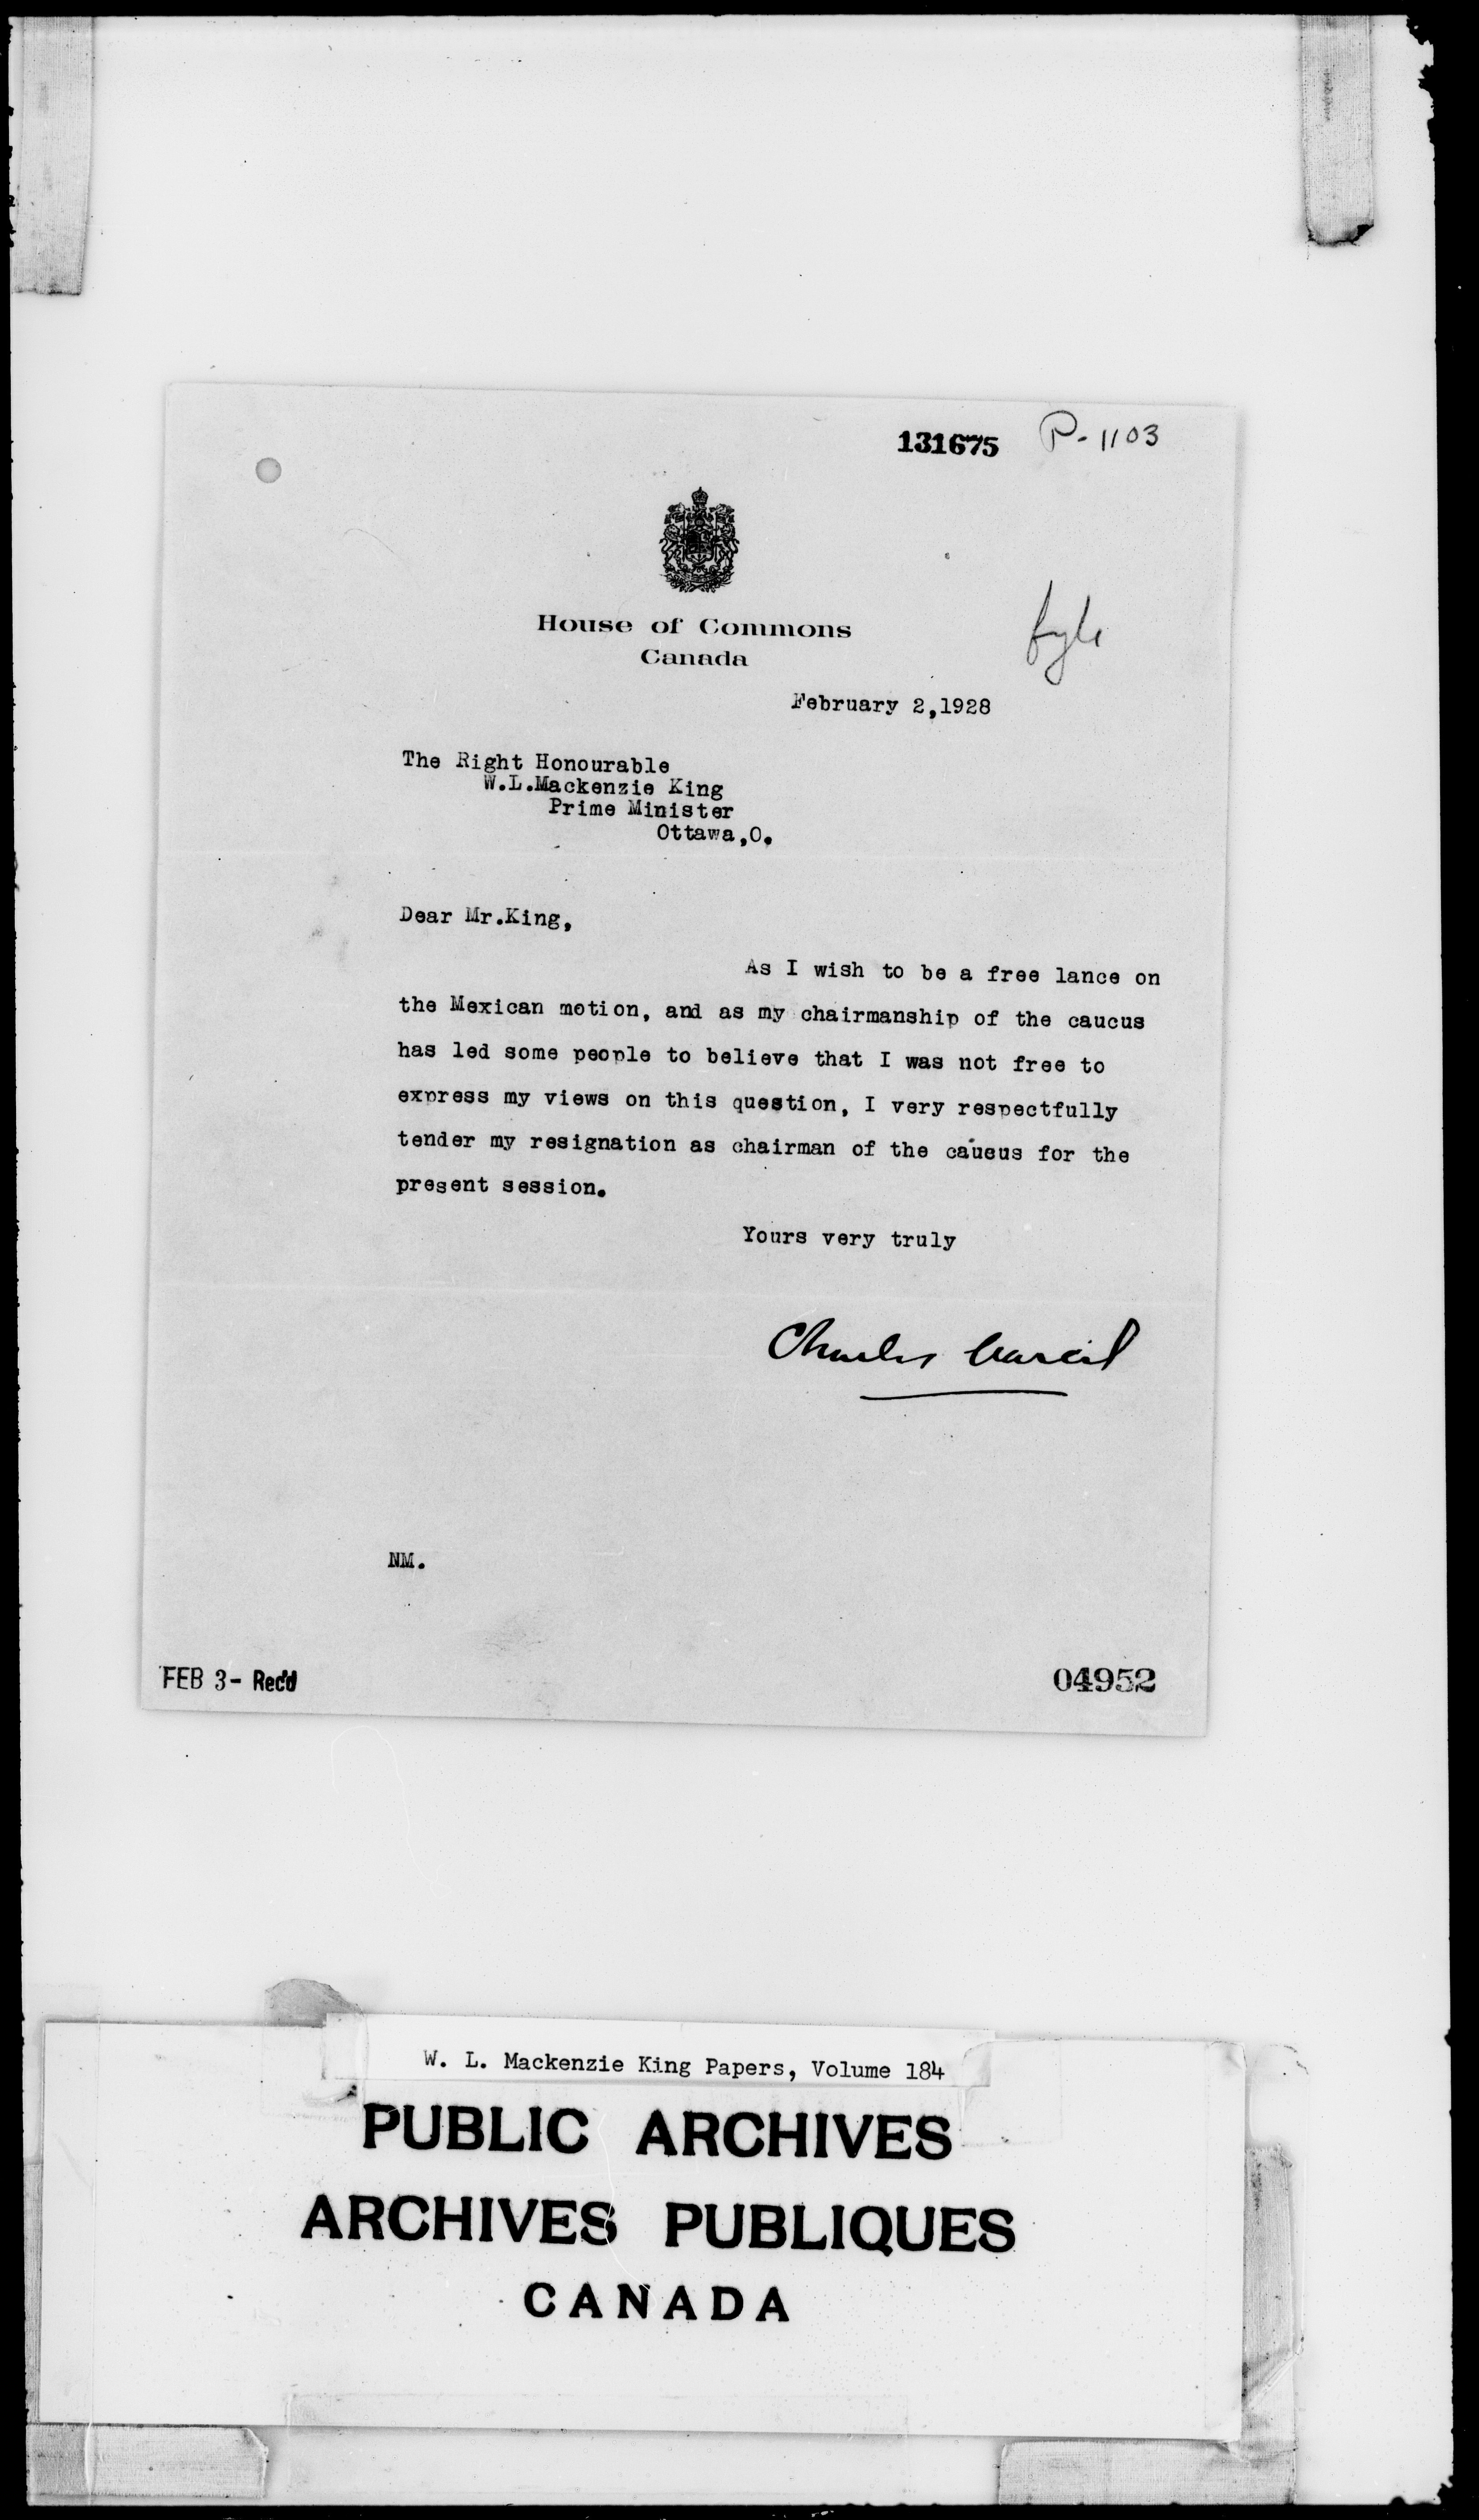 131675 P-1103
House of Commons
Canada
fyle
February 2,1928
The Right Honourable
W.L.Mackenzie King
Prime Minister
Ottawa,O.
Dear Mr.King,
As I wish to be a free lance on
the Mexican motion, and as my chairmanship of the caucus
has led some people to believe that I was not free to
express my views on this question, I very respectfully
tender my resignation as chairman of the caucus for the
present session.
Yours very truly
Charles Marcil
NM.
FEB 3- Rec'd 04952
W. L. Mackenzie King Papers, Volume 184
PUBLIC ARCHIVES
ARCHIVES PUBLIQUES
CANADA